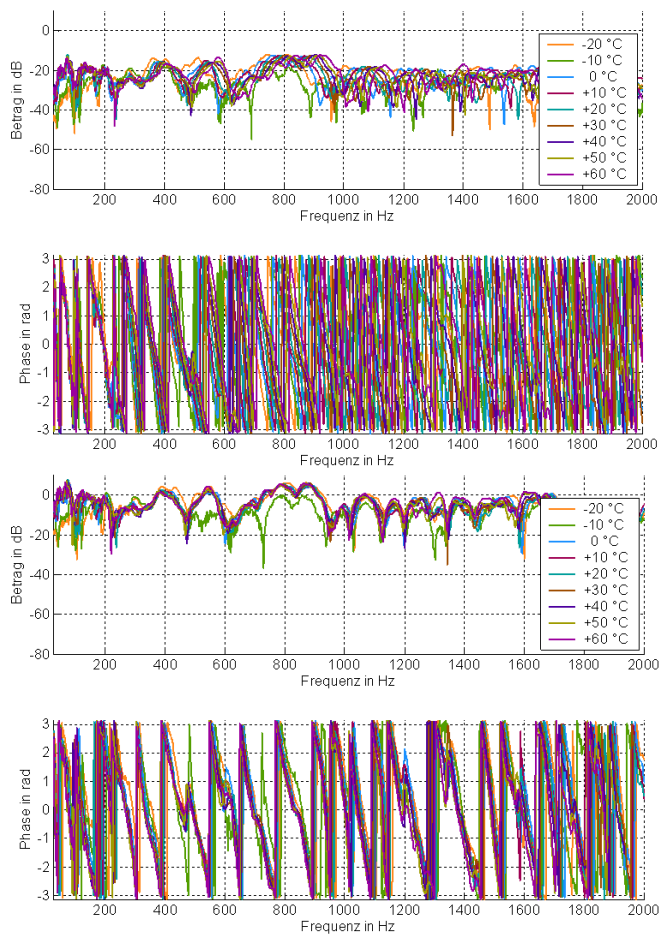 0
-20
-40
-60
-80
Betrag in dB
200 400 600 800 1000 1200 1400 1600 1800 2000
Frequenz in Hz
-20 °C
-10 °C
0 °C
+10 °C
+20 °C
+30 °C
+40 °C
+50 °C
+60 °C
3
2
1
0
-1
-2
-3
Phase in rad
200 400 600 800 1000 1200 1400 1600 1800 2000
Frequenz in Hz
0
-20
-40
-60
-80
Betrag in dB
200 400 600 800 1000 1200 1400 1600 1800 2000
Frequenz in Hz
-20 °C
-10 °C
0 °C
+10 °C
+20 °C
+30 °C
+40 °C
+50 °C
+60 °C
3
2
1
0
-1
-2
-3
Phase in rad
200 400 600 800 1000 1200 1400 1600 1800 2000
Frequenz in Hz